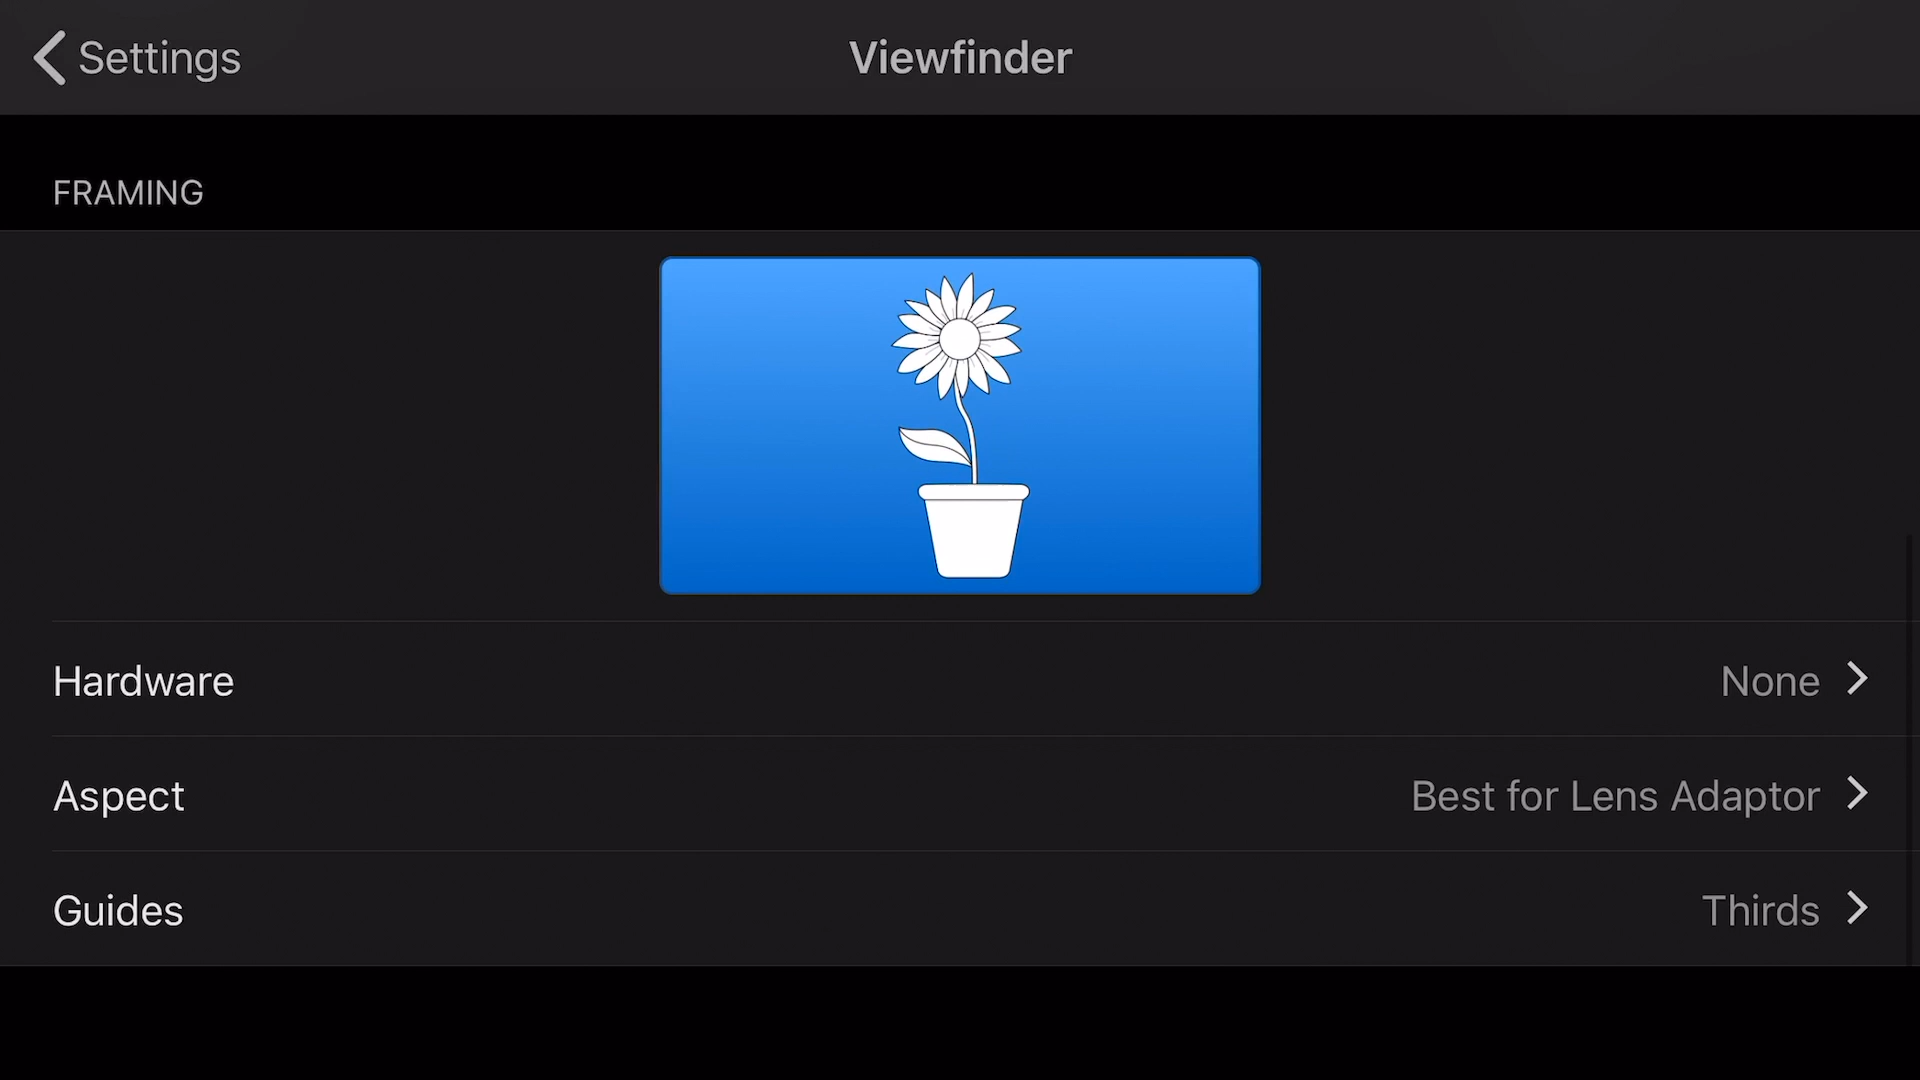 Settings
Viewfinder
FRAMING
Hardware
None
Aspect
Best for Lens Adaptor
Guides
Thirds